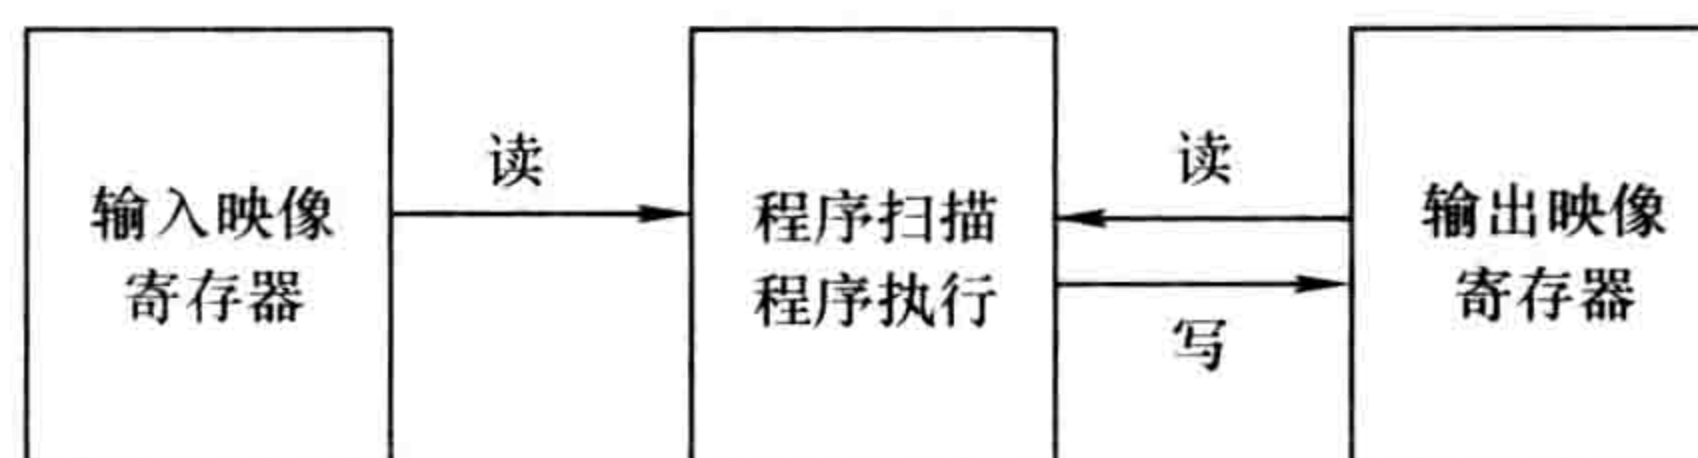 输入映像
寄存器
读
程序扫描
程序执行
读
写
输出映像
寄存器